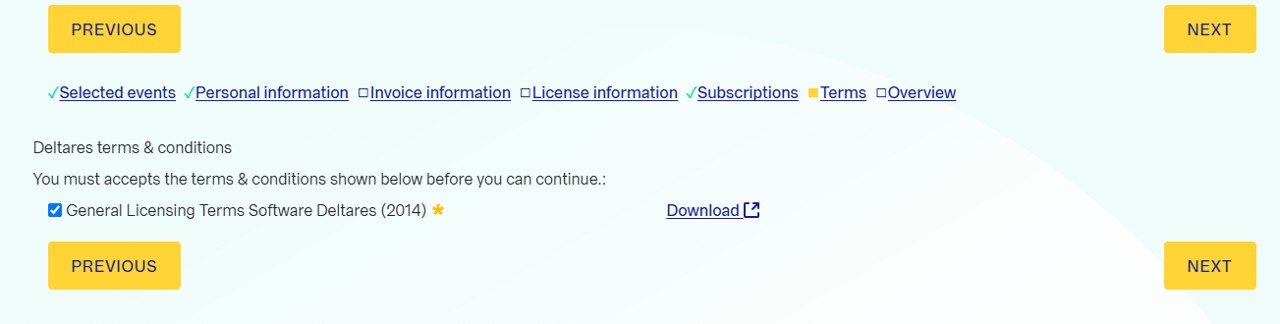 PREVIOUS NEXT
✓Selected events ✓Personal information □Invoice information □License information ✓Subscriptions ■Terms □Overview
Deltares terms & conditions
You must accepts the terms & conditions shown below before you can continue.:
General Licensing Terms Software Deltares (2014) * Download
PREVIOUS NEXT